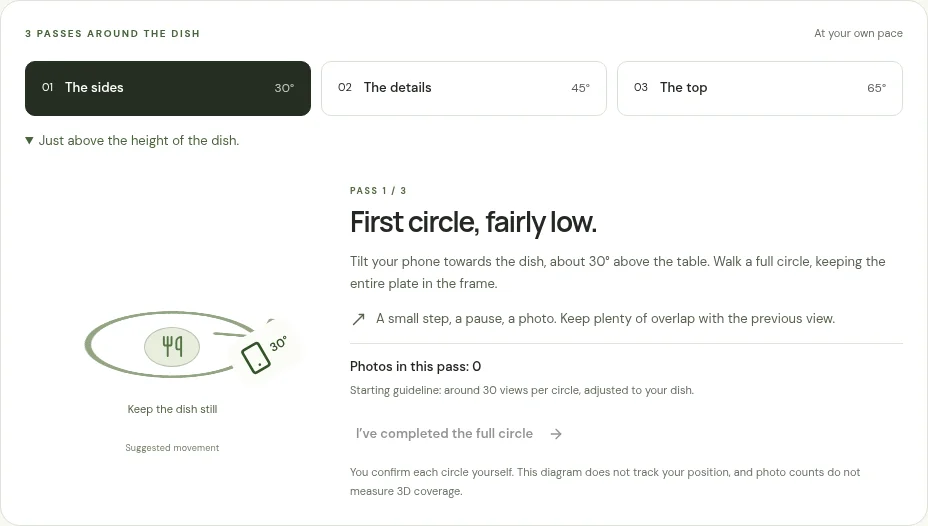 3 PASSES AROUND THE DISH
At your own pace
01 The sides 30°
02 The details 45°
03 The top 65°
▼ Just above the height of the dish.
PASS 1 / 3
First circle, fairly low.
Tilt your phone towards the dish, about 30° above the table. Walk a full circle, keeping the
entire plate in the frame.
↗ A small step, a pause, a photo. Keep plenty of overlap with the previous view.
30°
Keep the dish still
Suggested movement
Photos in this pass: 0
Starting guideline: around 30 views per circle, adjusted to your dish.
I've completed the full circle →
You confirm each circle yourself. This diagram does not track your position, and photo counts do not
measure 3D coverage.